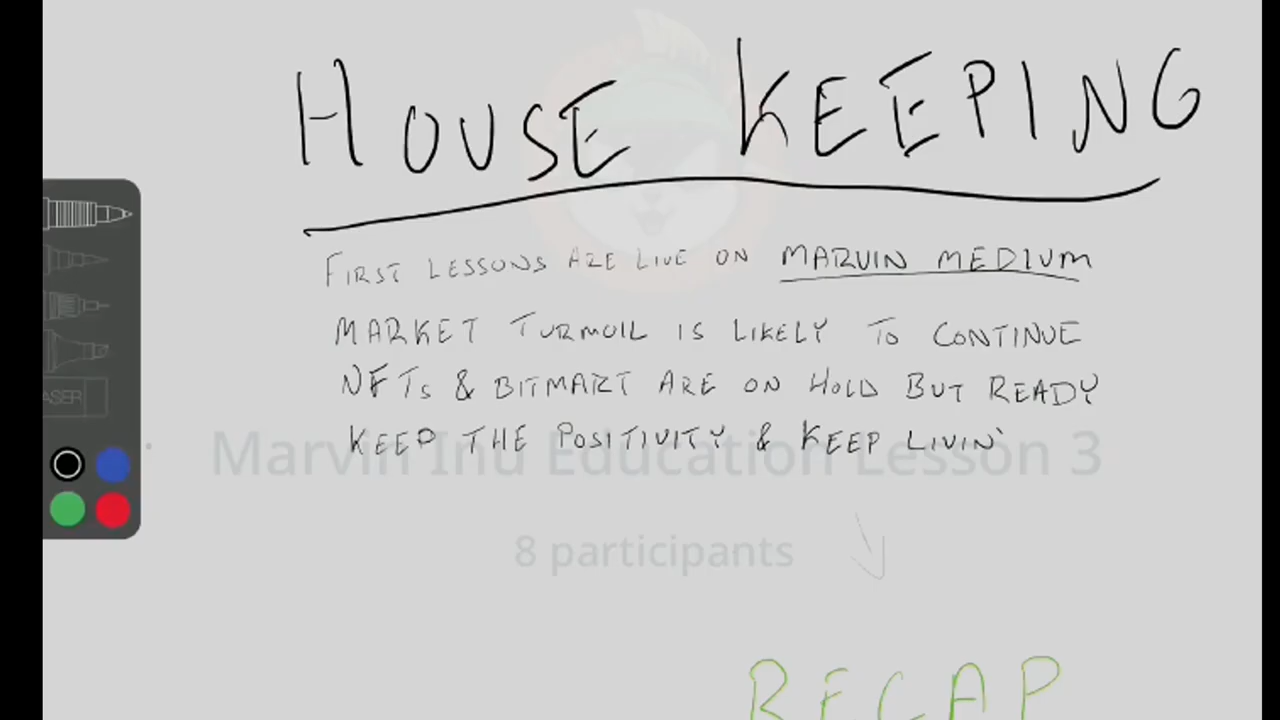 HOUSE KEEPING
FIRST LESSONS ARE LIVE ON MARVIN MEDIUM
MARKET TURMOIL IS LIKELY TO CONTINUE
NFTs & BITMART ARE ON HOLD BUT READY
KEEP THE POSITIVITY & KEEP LIVIN'
Marvin Inu Education Lesson 3
8 participants
RECAP
ASER